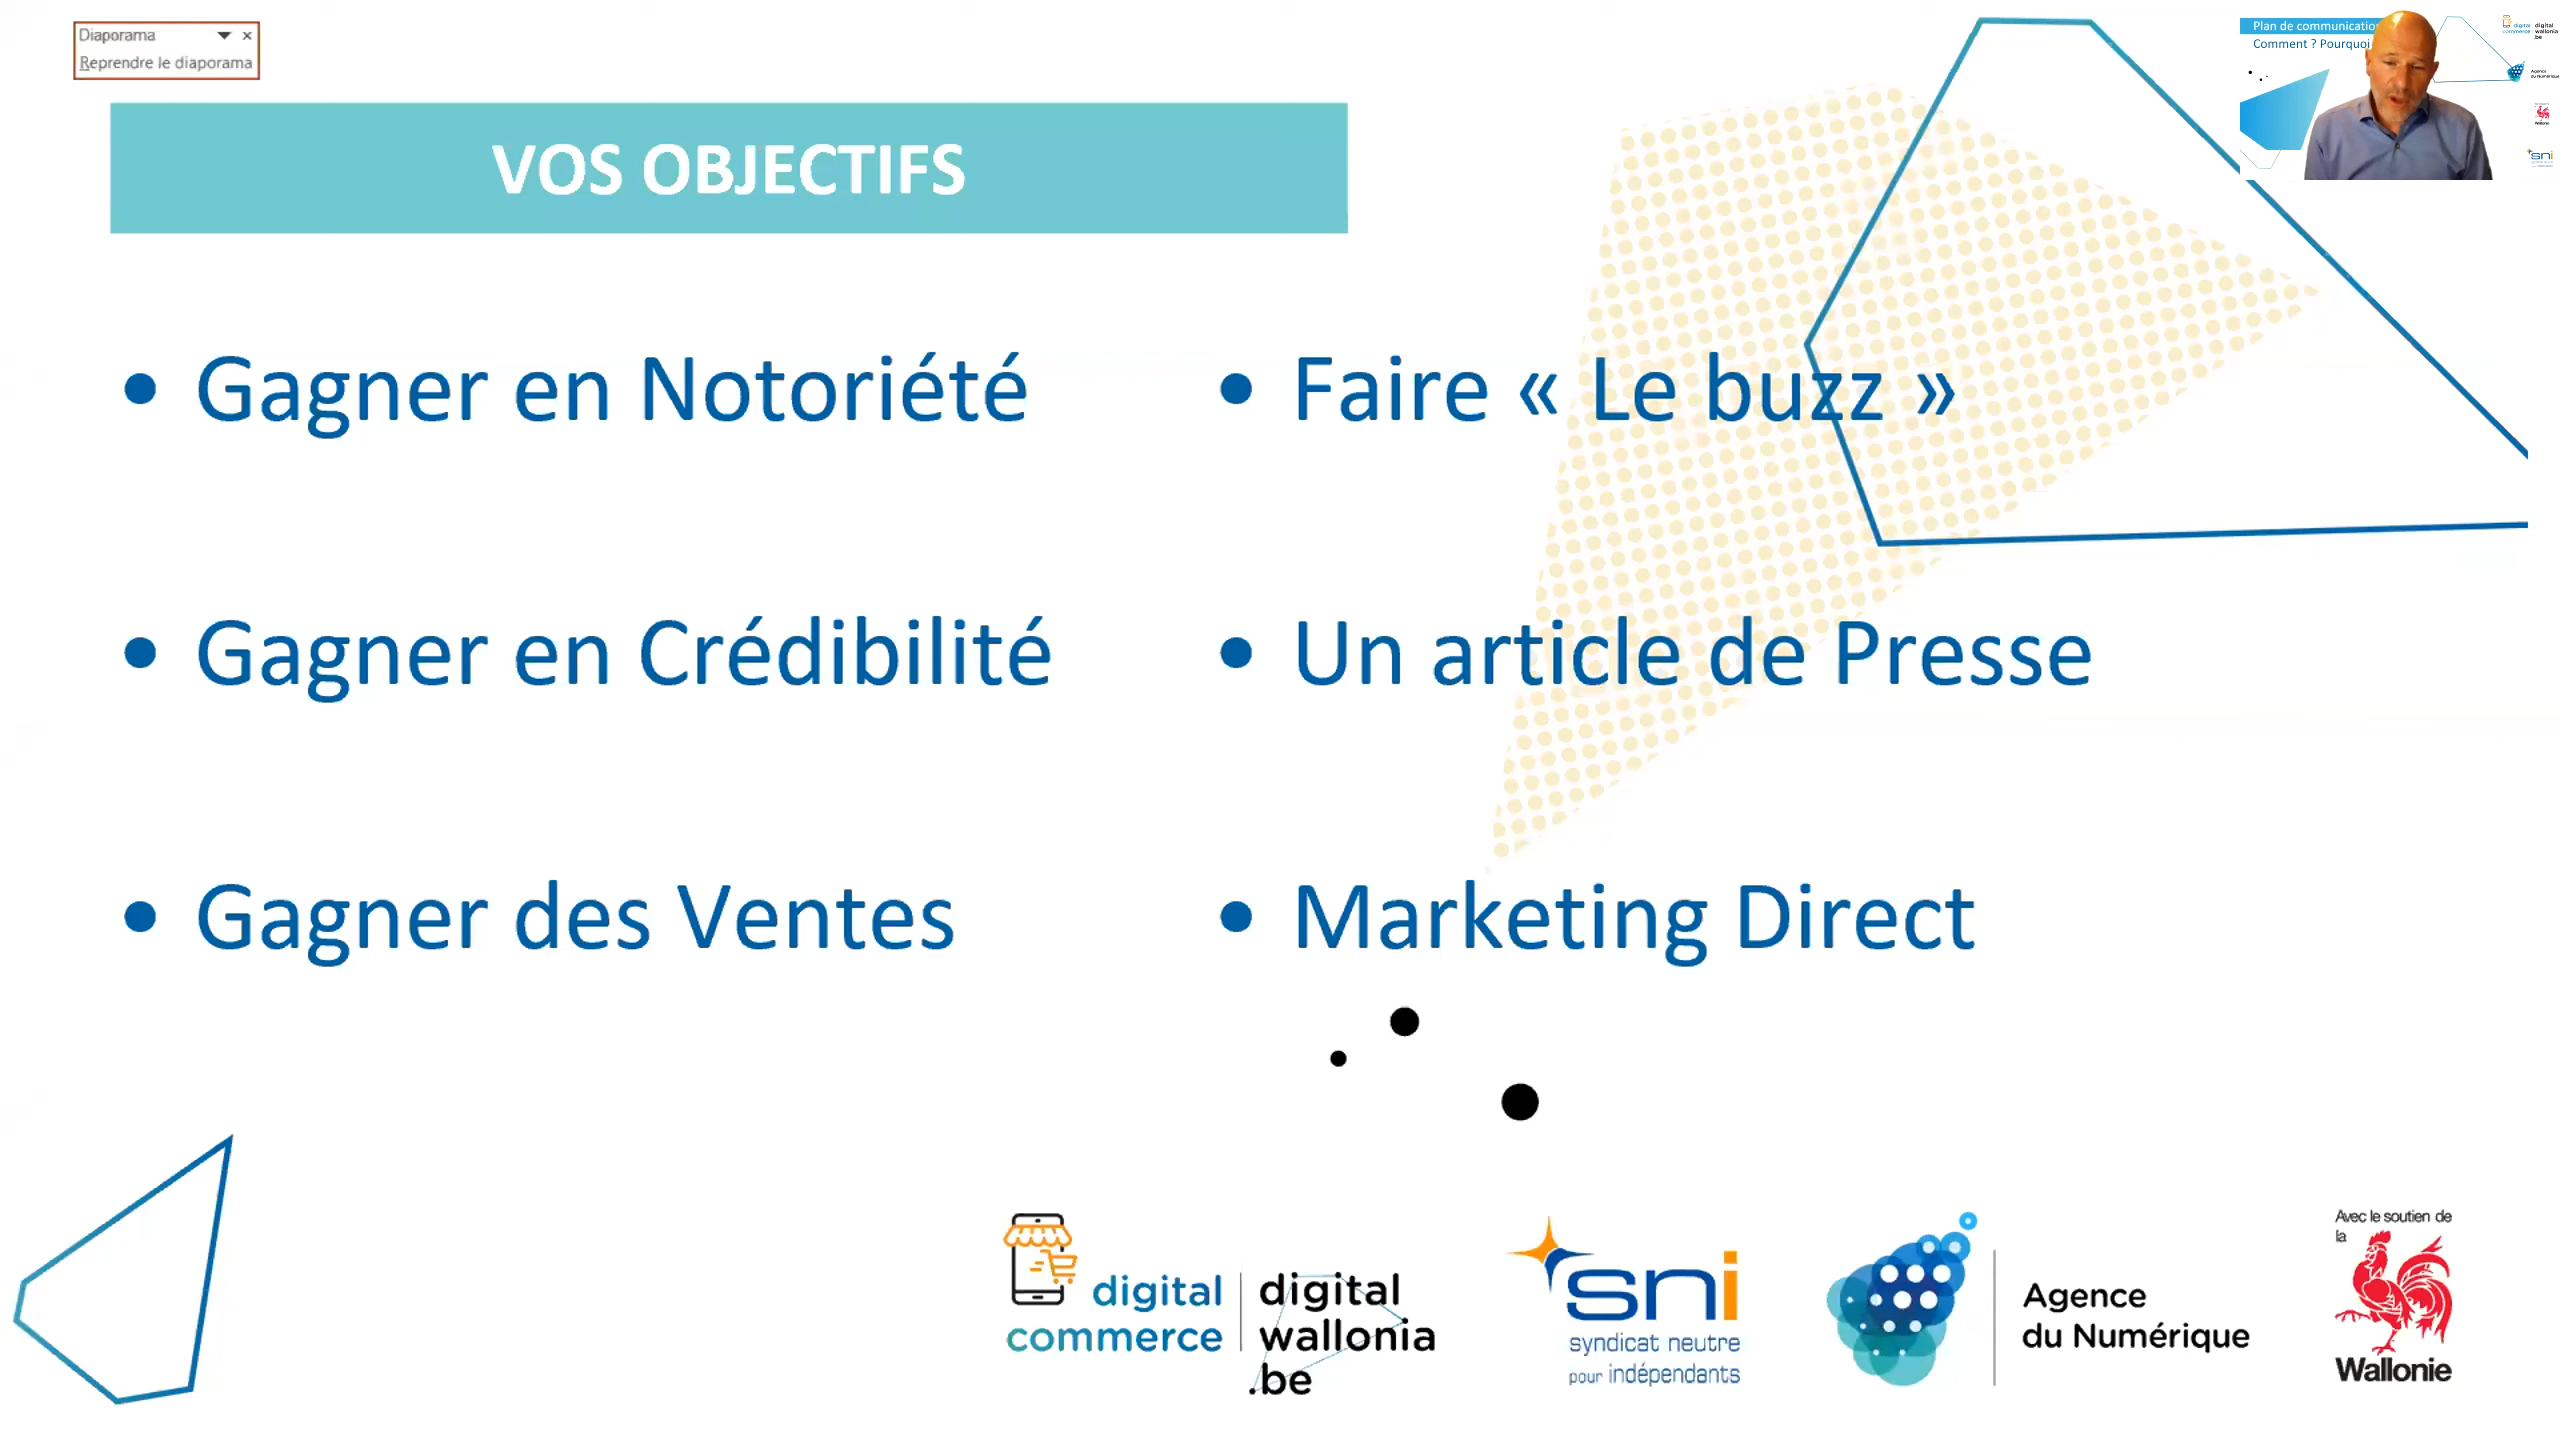 Diaporama
Reprendre le diaporama
Plan de communication
Comment ? Pourquoi
VOS OBJECTIFS
• Gagner en Notoriété
• Gagner en Crédibilité
• Gagner des Ventes
• Faire « Le buzz »
• Un article de Presse
• Marketing Direct
digital
commerce
digital
wallonia
.be
sni
syndicat neutre
pour indépendants
Agence
du Numérique
Avec le soutien de
la
Wallonie